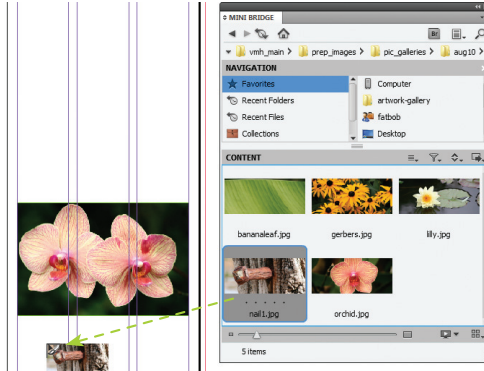 MINI BRIDGE
Br
vmh_main > prep_images > pic_galleries > aug10 >
NAVIGATION
Favorites
Recent Folders
Recent Files
Collections
Computer
artwork-gallery
fatbob
Desktop
CONTENT
bananaleaf.jpg gerbers.jpg lilly.jpg
nail1.jpg orchid.jpg
5 items